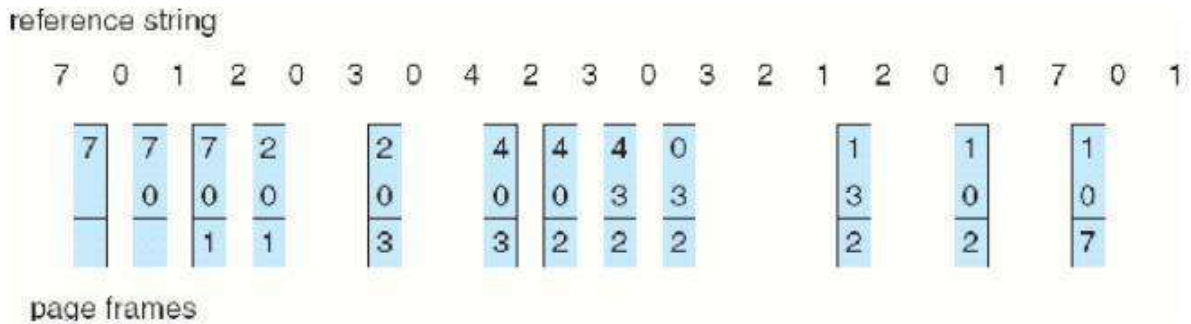 reference string
7 0 1 2 0 3 0 4 2 3 0 3 2 1 2 0 1 7 0 1
7 7 7 2 2 4 4 4 0 1 1 1
0 0 0 0 0 0 3 3 3 0 0
1 1 3 3 2 2 2 2 2 7
page frames